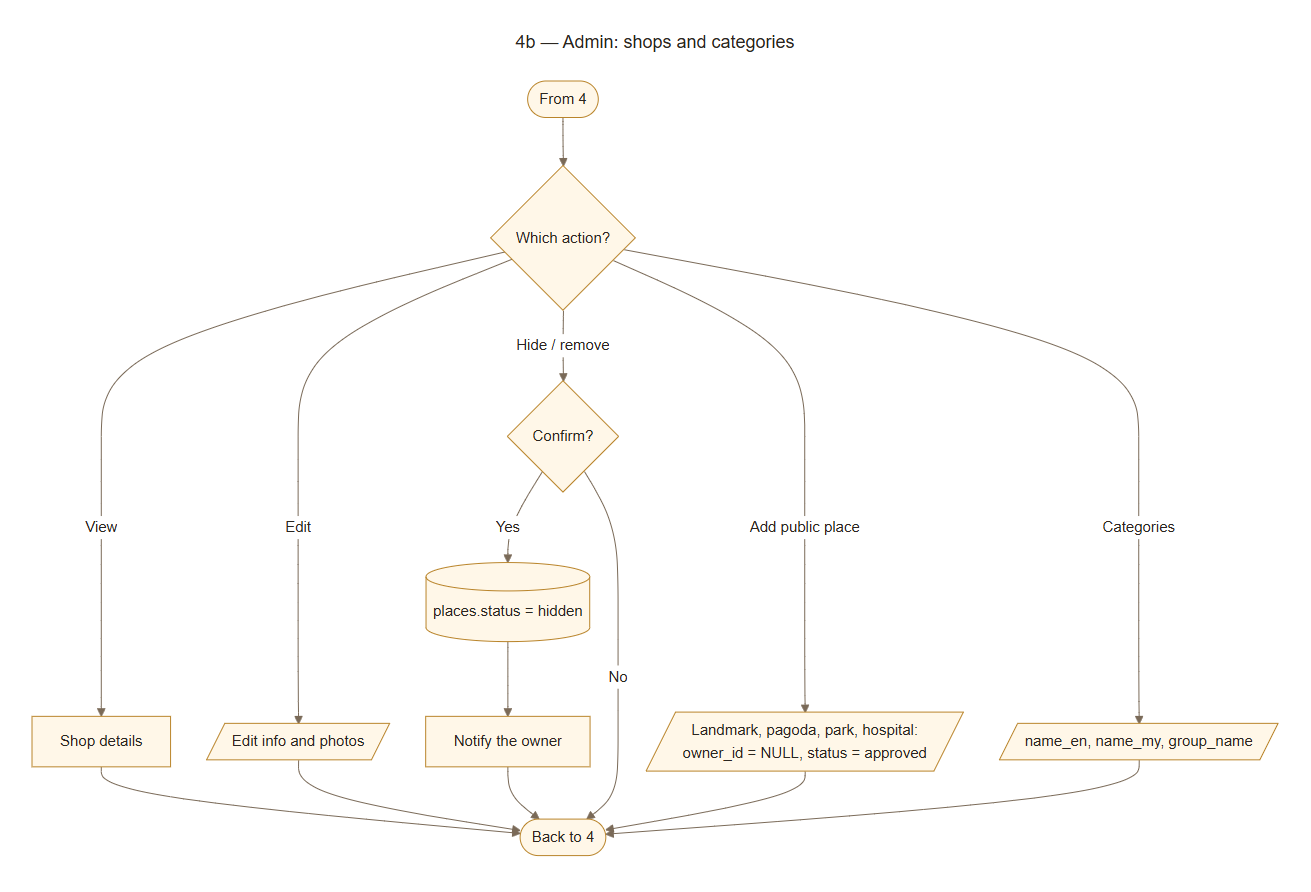 4b — Admin: shops and categories
From 4
Which action?
Hide / remove
Confirm?
View
Edit
Yes
Add public place
Categories
places.status = hidden
No
Shop details
Edit info and photos
Notify the owner
Landmark, pagoda, park, hospital:
owner_id = NULL, status = approved
name_en, name_my, group_name
Back to 4